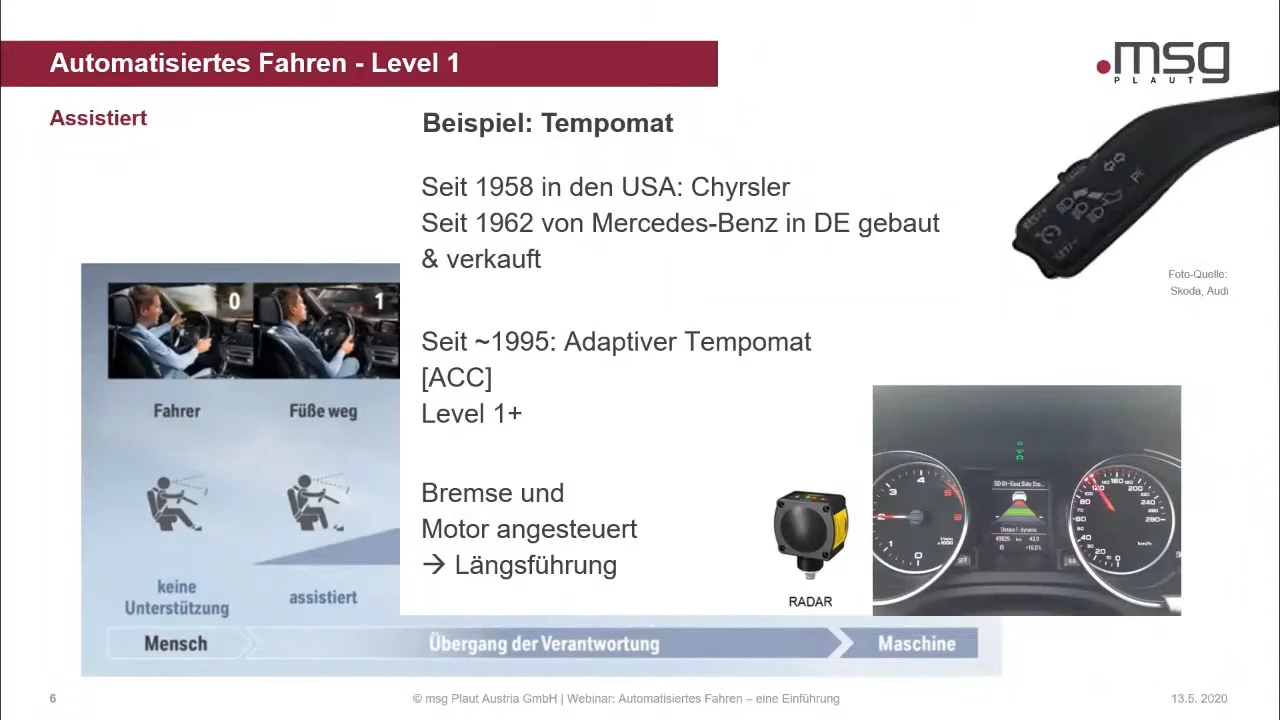 Automatisiertes Fahren - Level 1
.msg
PLAUT
Assistiert
Beispiel: Tempomat
Seit 1958 in den USA: Chyrsler
Seit 1962 von Mercedes-Benz in DE gebaut
& verkauft
Foto-Quelle:
Skoda, Audi
Seit ~1995: Adaptiver Tempomat
[ACC]
Level 1+
Bremse und
Motor angesteuert
→ Längsführung
RADAR
0
1
Fahrer
Füße weg
keine
Unterstützung
assistiert
Mensch
Übergang der Verantwortung
Maschine
6
© msg Plaut Austria GmbH | Webinar: Automatisiertes Fahren – eine Einführung
13.5. 2020